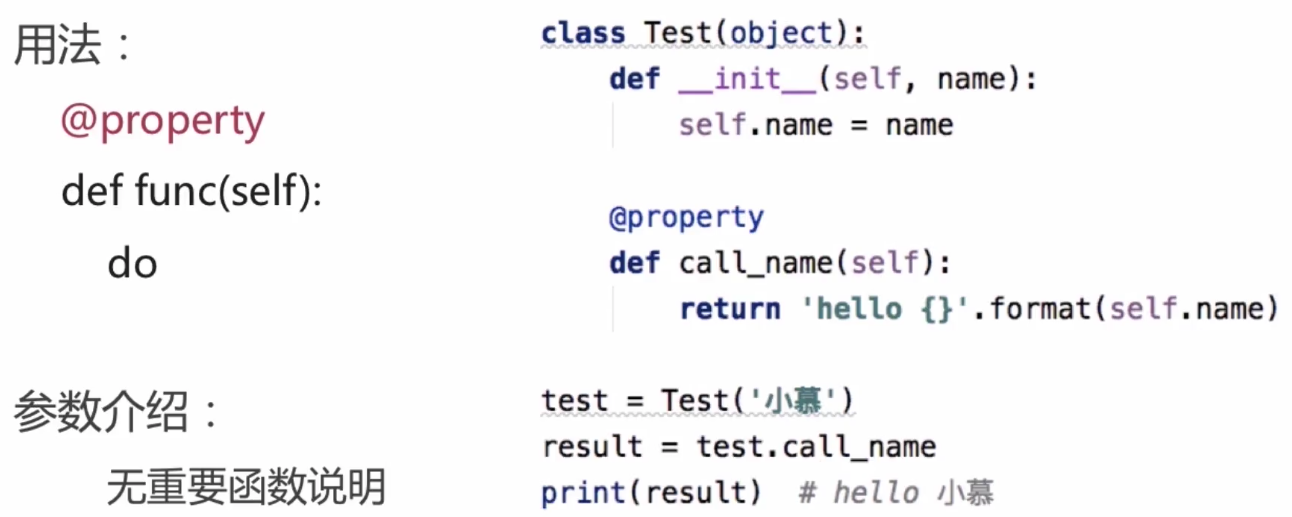 用法：
@property
def func(self):
do
参数介绍：
无重要函数说明
class Test(object):
def __init__(self, name):
self.name = name
@property
def call_name(self):
return 'hello {}'.format(self.name)
test = Test('小慕')
result = test.call_name
print(result)  # hello 小慕